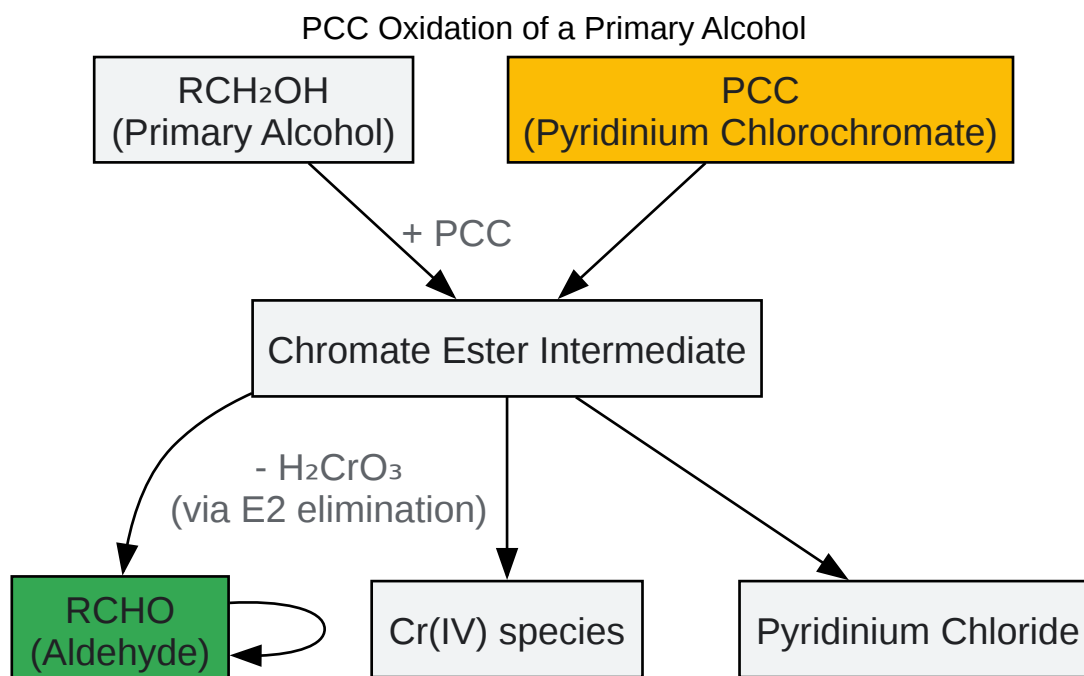 PCC Oxidation of a Primary Alcohol
RCH₂OH
(Primary Alcohol)
PCC
(Pyridinium Chlorochromate)
+ PCC
Chromate Ester Intermediate
- H₂CrO₃
(via E2 elimination)
RCHO
(Aldehyde)
Cr(IV) species
Pyridinium Chloride